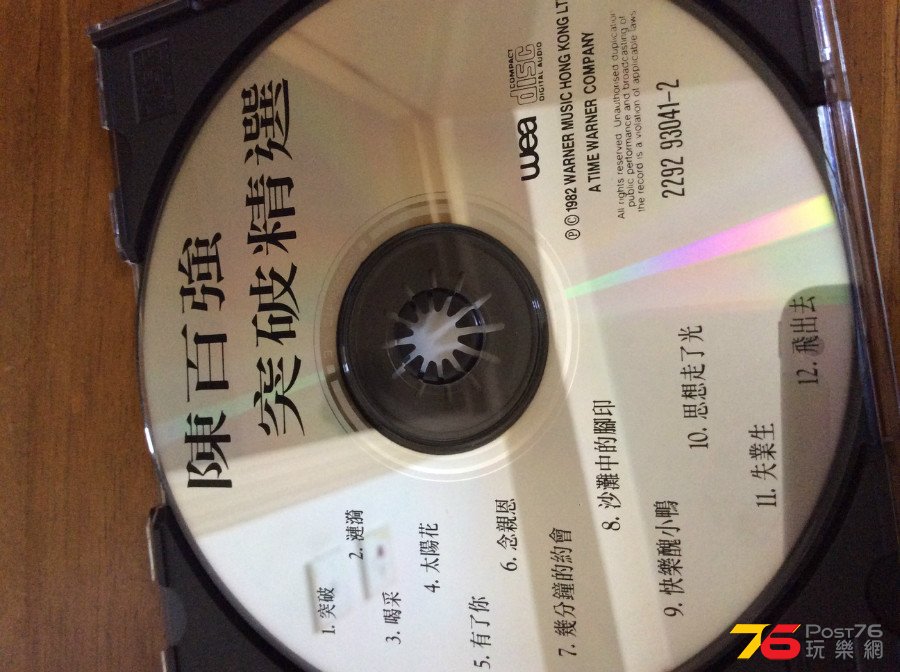 陳百強
突破精選
COMPACT
disc
DIGITAL AUDIO
wea
Ⓟ © 1982 WARNER MUSIC HONG KONG LT
A TIME WARNER COMPANY
All rights reserved. Unauthorised duplication
public performance and broadcasting of
the record is a violation of applicable laws
2292 93041-2
1. 突破
2. 漣漪
3. 喝采
4. 太陽花
5. 有了你
6. 念親恩
7. 幾分鐘的約會
8. 沙灘中的腳印
9. 快樂醜小鴨
10. 思想走了光
11. 失業生
12. 飛出去
76 POST76
玩樂網